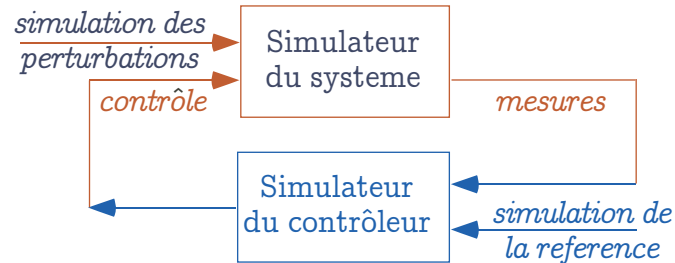 simulation des
perturbations
contrôle
Simulateur
du systeme
mesures
Simulateur
du contrôleur
simulation de
la reference